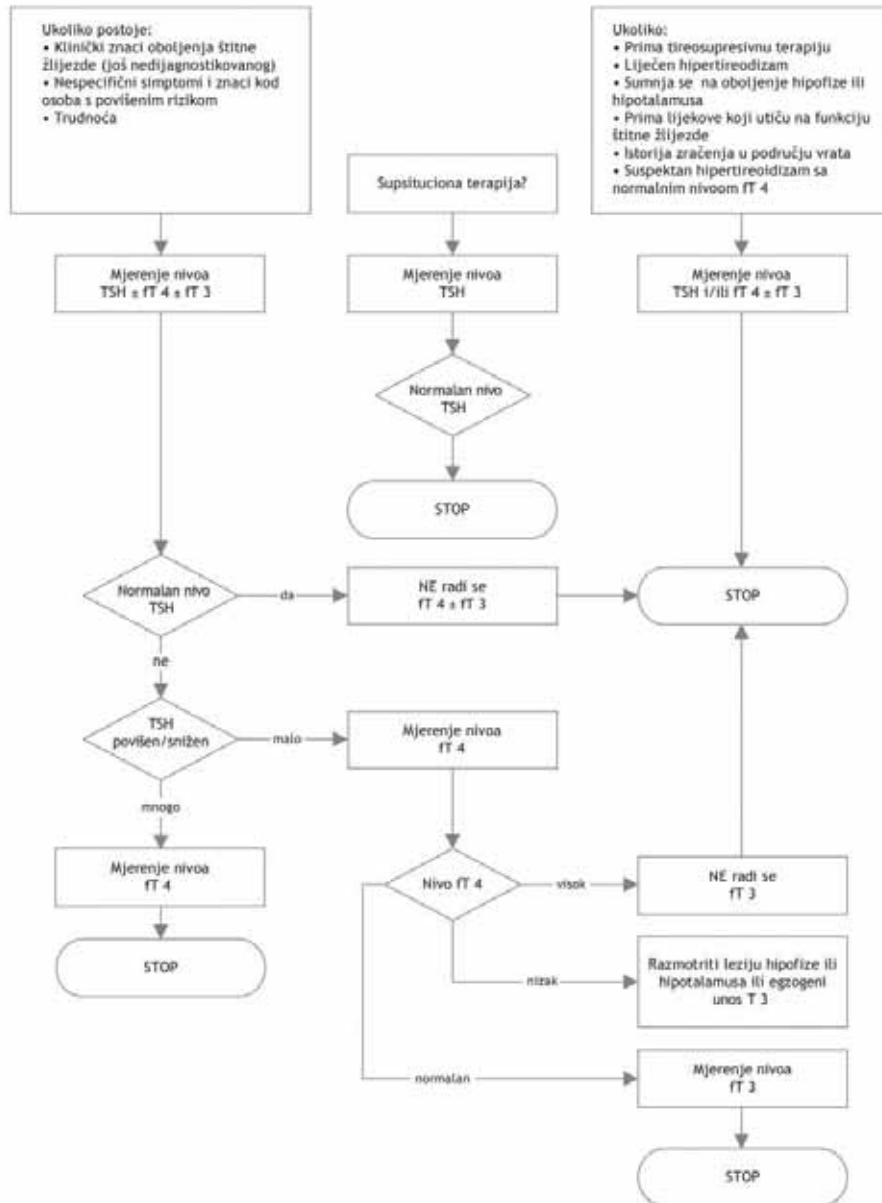 Ukoliko postoje:
• Klinički znaci oboljenja štitne
žlijezde (još nedijagnostikovanog)
• Nespecifični simptomi i znaci kod
osoba s povišenim rizikom
• Trudnoća
Ukoliko:
• Prima tireosupresivnu terapiju
• Liječen hipertireodizam
• Sumnja se na oboljenje hipofize ili
hipotalamusa
• Prima lijekove koji utiču na funkciju
štitne žlijezde
• Istorija zračenja u području vrata
• Suspektan hipertireoidizam sa
normalnim nivoom fT 4
Supsituciona terapija?
Mjerenje nivoa
TSH ± fT 4 ± fT 3
Mjerenje nivoa
TSH
Mjerenje nivoa
TSH i/ili fT 4 ± fT 3
Normalan nivo
TSH
STOP
Normalan nivo
TSH
da
NE radi se
fT 4 ± fT 3
STOP
ne
TSH
povišen/snižen
malo
Mjerenje nivoa
fT 4
mnogo
Mjerenje nivoa
fT 4
STOP
Nivo fT 4
visok
NE radi se
fT 3
nizak
Razmotriti leziju hipofize ili
hipotalamusa ili egzogeni
unos T 3
normalan
Mjerenje nivoa
fT 3
STOP